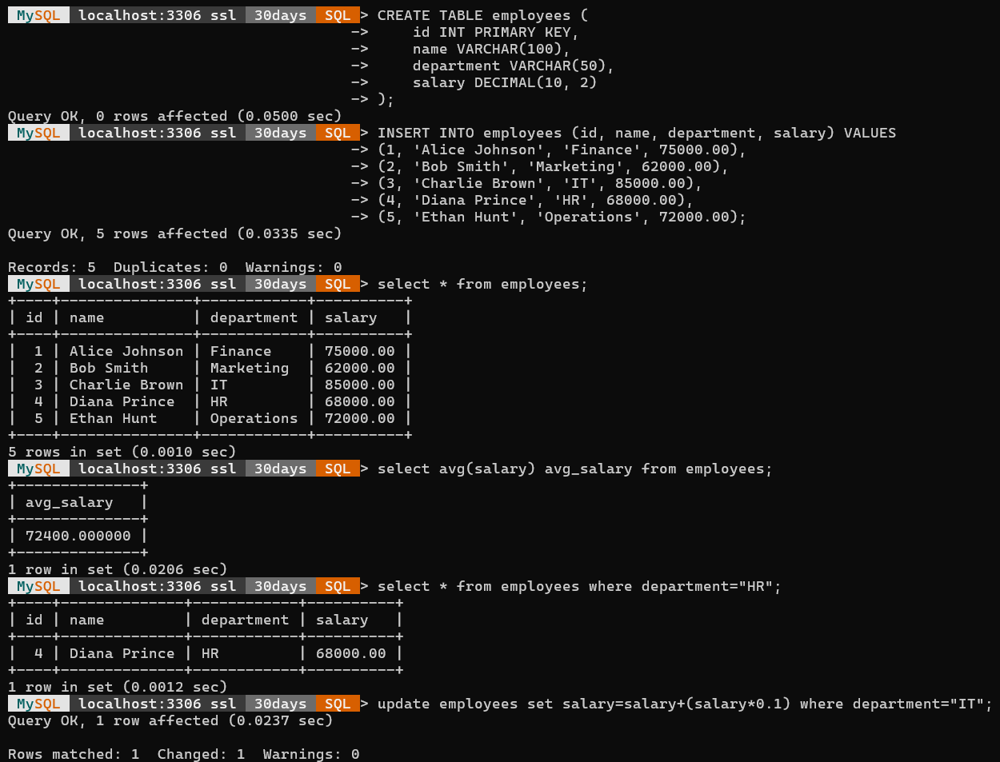 MySQL localhost:3306 ssl 30days SQL > CREATE TABLE employees (
                                       ->     id INT PRIMARY KEY,
                                       ->     name VARCHAR(100),
                                       ->     department VARCHAR(50),
                                       ->     salary DECIMAL(10, 2)
                                       -> );
Query OK, 0 rows affected (0.0500 sec)
 MySQL  localhost:3306 ssl  30days  SQL > INSERT INTO employees (id, name, department, salary) VALUES
                                       -> (1, 'Alice Johnson', 'Finance', 75000.00),
                                       -> (2, 'Bob Smith', 'Marketing', 62000.00),
                                       -> (3, 'Charlie Brown', 'IT', 85000.00),
                                       -> (4, 'Diana Prince', 'HR', 68000.00),
                                       -> (5, 'Ethan Hunt', 'Operations', 72000.00);
Query OK, 5 rows affected (0.0335 sec)

Records: 5  Duplicates: 0  Warnings: 0
 MySQL  localhost:3306 ssl  30days  SQL > select * from employees;
+----+---------------+------------+----------+
| id | name          | department | salary   |
+----+---------------+------------+----------+
|  1 | Alice Johnson | Finance    | 75000.00 |
|  2 | Bob Smith     | Marketing  | 62000.00 |
|  3 | Charlie Brown | IT         | 85000.00 |
|  4 | Diana Prince  | HR         | 68000.00 |
|  5 | Ethan Hunt    | Operations | 72000.00 |
+----+---------------+------------+----------+
5 rows in set (0.0010 sec)
 MySQL  localhost:3306 ssl  30days  SQL > select avg(salary) avg_salary from employees;
+--------------+
| avg_salary   |
+--------------+
| 72400.000000 |
+--------------+
1 row in set (0.0206 sec)
 MySQL  localhost:3306 ssl  30days  SQL > select * from employees where department="HR";
+----+--------------+------------+----------+
| id | name         | department | salary   |
+----+--------------+------------+----------+
|  4 | Diana Prince | HR         | 68000.00 |
+----+--------------+------------+----------+
1 row in set (0.0012 sec)
 MySQL  localhost:3306 ssl  30days  SQL > update employees set salary=salary+(salary*0.1) where department="IT";
Query OK, 1 row affected (0.0237 sec)

Rows matched: 1  Changed: 1  Warnings: 0